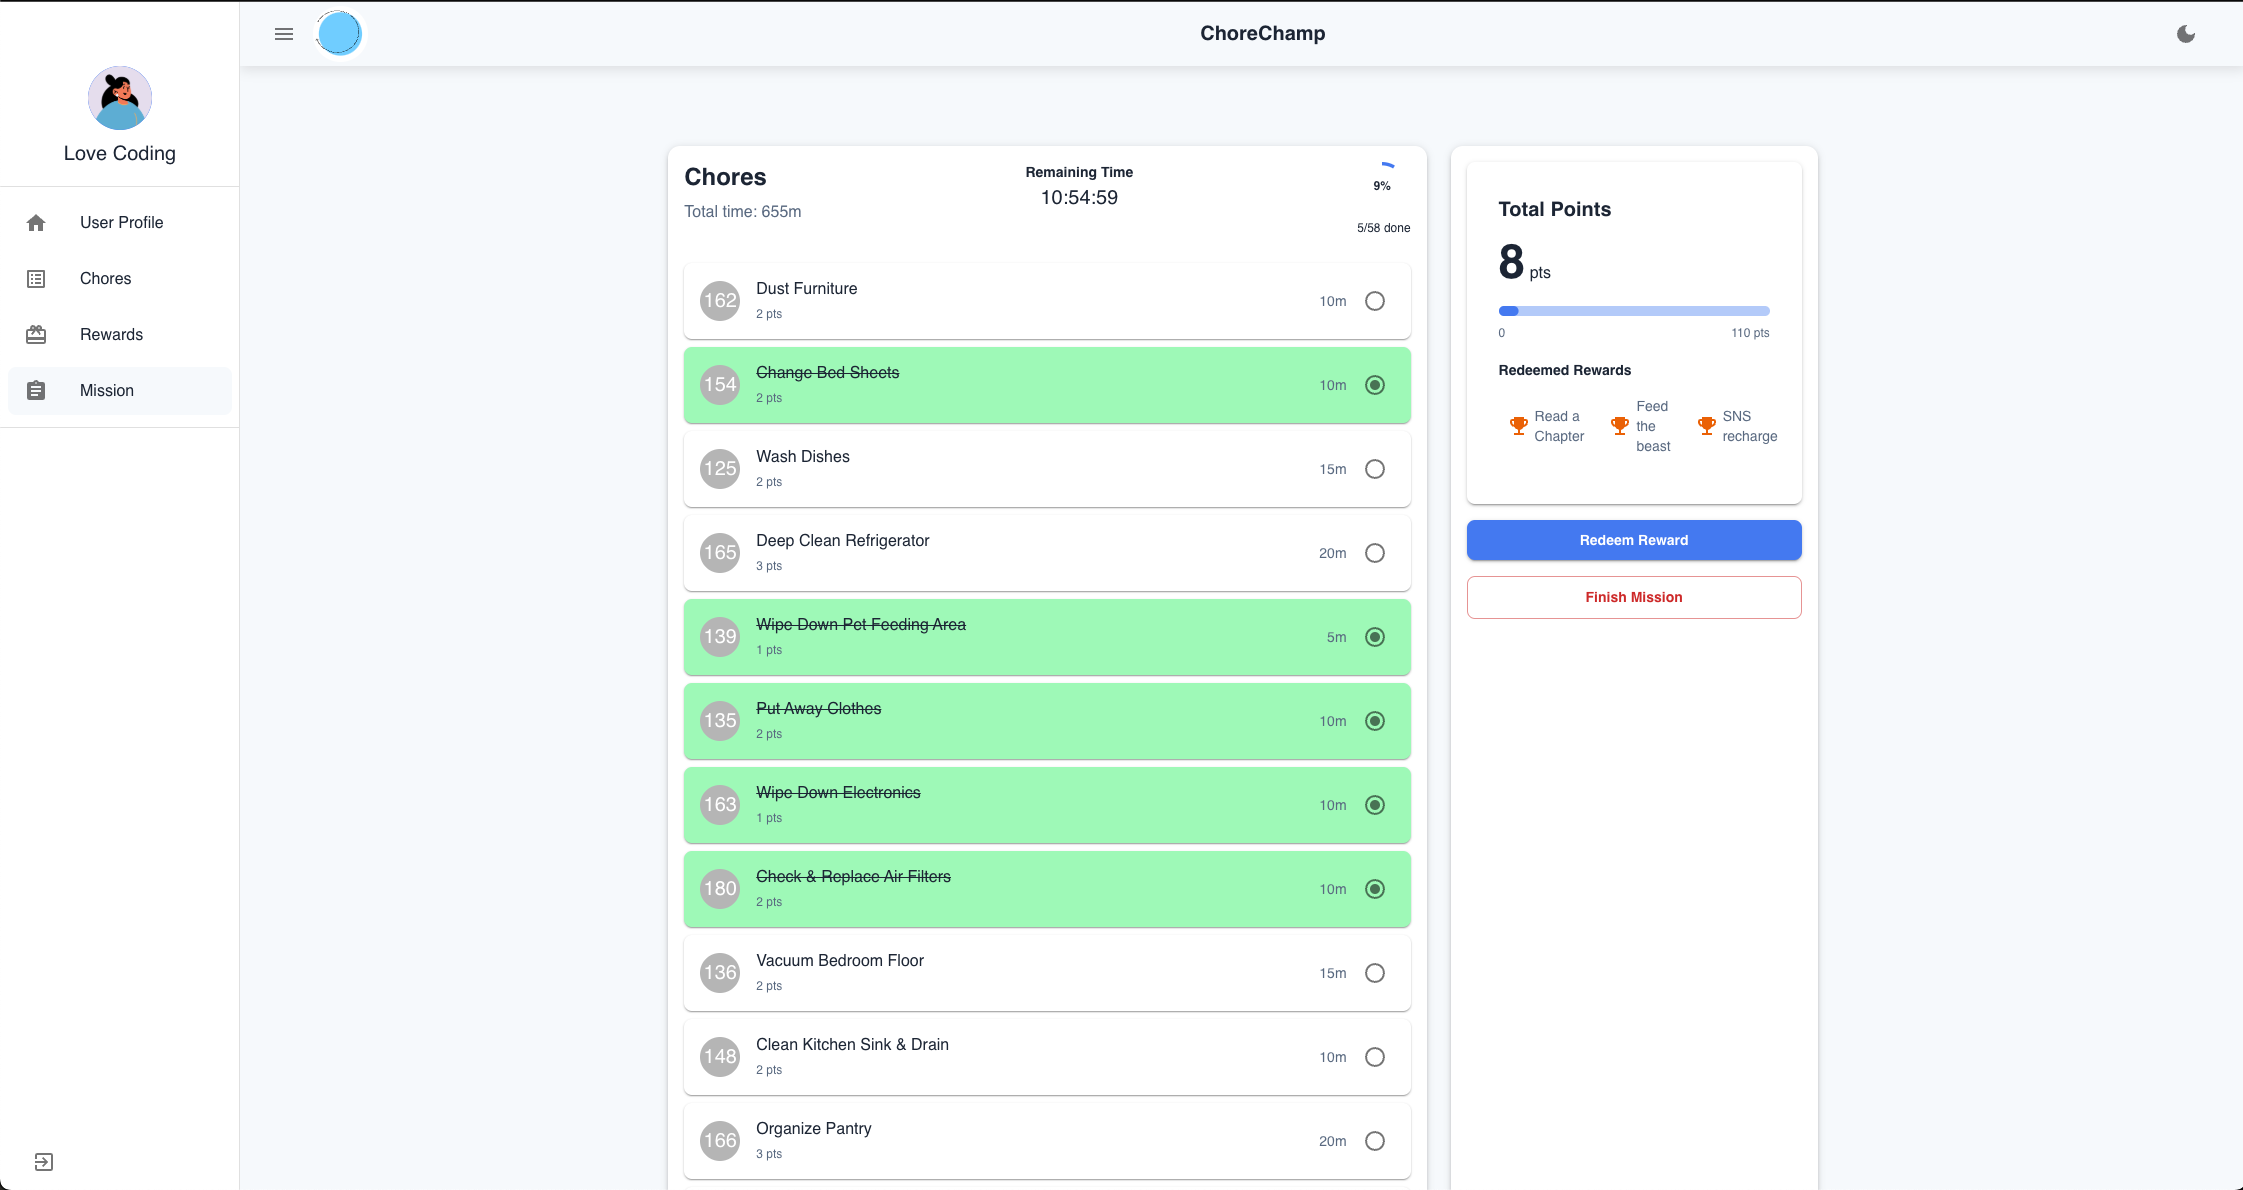 ChoreChamp
Love Coding
User Profile
Chores
Rewards
Mission
Chores
Total time: 655m
Remaining Time
10:54:59
9%
5/58 done
162
Dust Furniture
2 pts
10m
154
Change Bed Sheets
2 pts
10m
125
Wash Dishes
2 pts
15m
165
Deep Clean Refrigerator
3 pts
20m
139
Wipe Down Pet Feeding Area
1 pts
5m
135
Put Away Clothes
2 pts
10m
163
Wipe Down Electronics
1 pts
10m
180
Check & Replace Air Filters
2 pts
10m
136
Vacuum Bedroom Floor
2 pts
15m
148
Clean Kitchen Sink & Drain
2 pts
10m
166
Organize Pantry
3 pts
20m
Total Points
8 pts
0
110 pts
Redeemed Rewards
Read a
Chapter
Feed
the
beast
SNS
recharge
Redeem Reward
Finish Mission